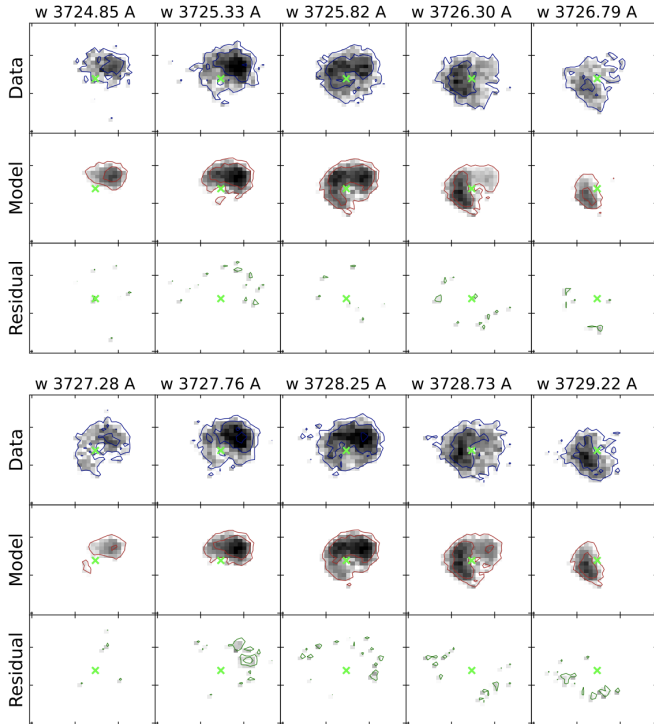 w 3724.85 A w 3725.33 A w 3725.82 A w 3726.30 A w 3726.79 A
Data
Model
Residual
w 3727.28 A w 3727.76 A w 3728.25 A w 3728.73 A w 3729.22 A
Data
Model
Residual